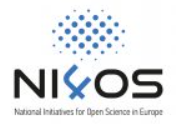 NI4OS
National Initiatives for Open Science in Europe